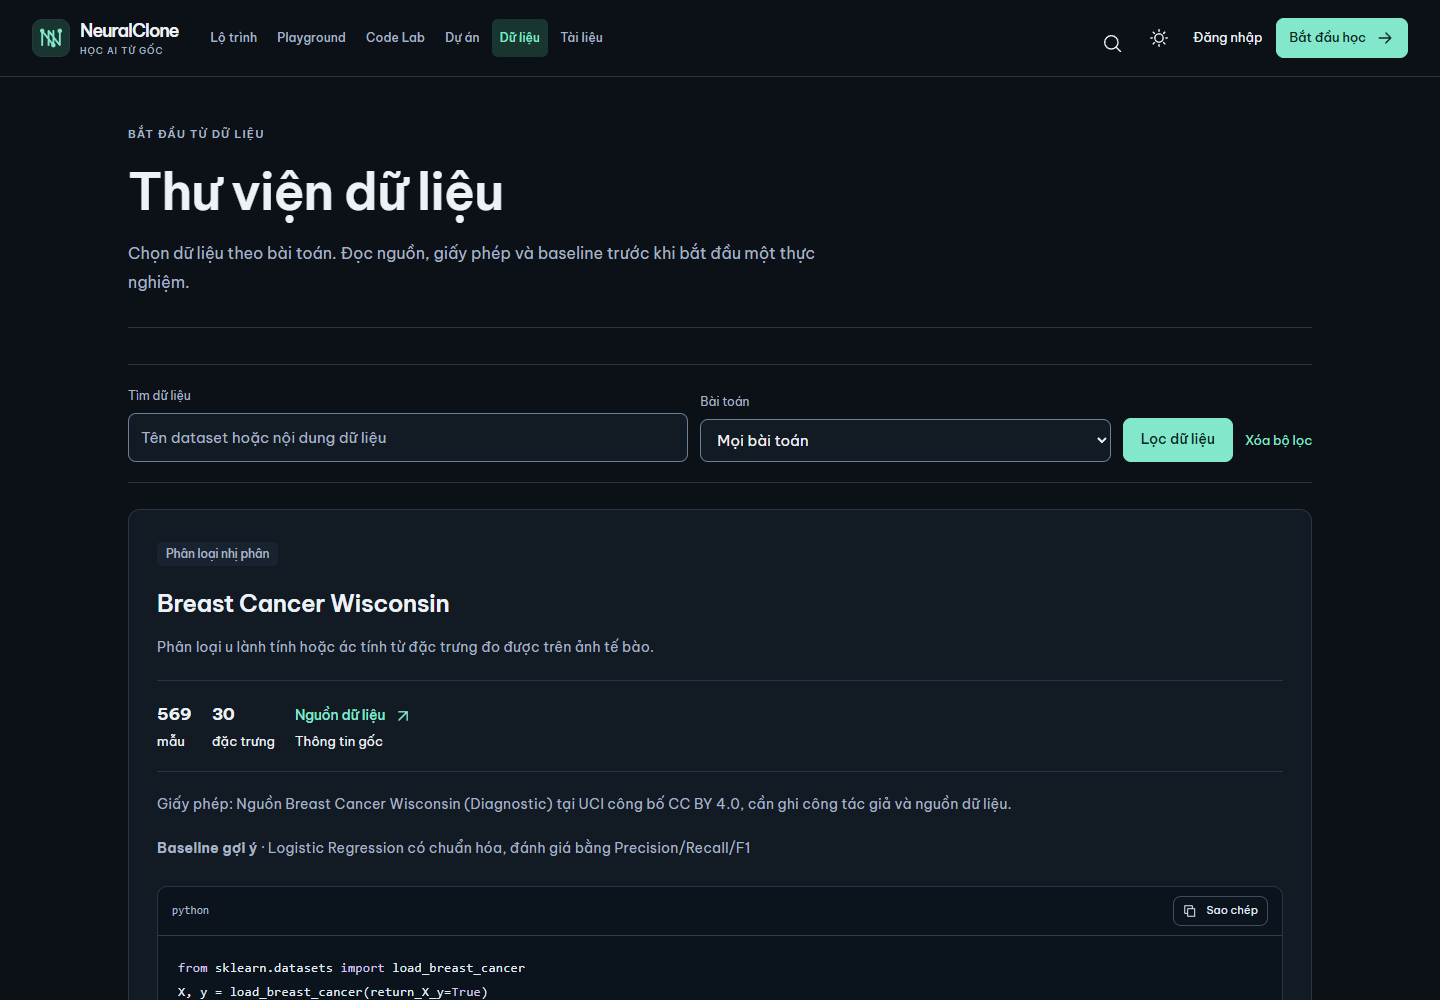 NeuralClone
HỌC AI TỪ GỐC
Lộ trình
Playground
Code Lab
Dự án
Dữ liệu
Tài liệu
Đăng nhập
Bắt đầu học
BẮT ĐẦU TỪ DỮ LIỆU
Thư viện dữ liệu
Chọn dữ liệu theo bài toán. Đọc nguồn, giấy phép và baseline trước khi bắt đầu một thực
nghiệm.
Tìm dữ liệu
Tên dataset hoặc nội dung dữ liệu
Bài toán
Mọi bài toán
Lọc dữ liệu
Xóa bộ lọc
Phân loại nhị phân
Breast Cancer Wisconsin
Phân loại u lành tính hoặc ác tính từ đặc trưng đo được trên ảnh tế bào.
569
mẫu
30
đặc trưng
Nguồn dữ liệu
Thông tin gốc
Giấy phép: Nguồn Breast Cancer Wisconsin (Diagnostic) tại UCI công bố CC BY 4.0, cần ghi công tác giả và nguồn dữ liệu.
Baseline gợi ý · Logistic Regression có chuẩn hóa, đánh giá bằng Precision/Recall/F1
python
Sao chép
from sklearn.datasets import load_breast_cancer
X, y = load_breast_cancer(return_X_y=True)